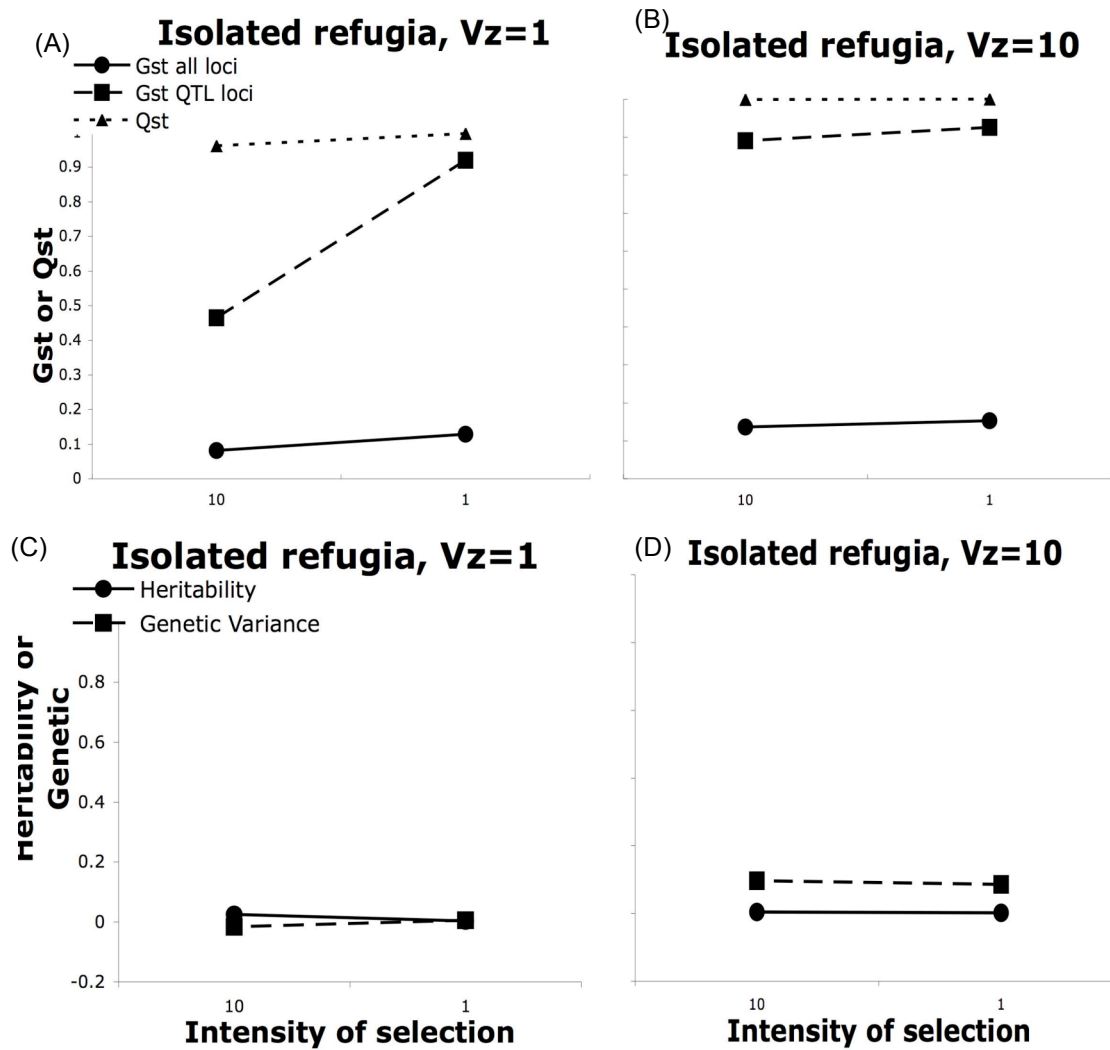 (A)
Isolated refugia, Vz=1
Gst all loci
Gst QTL loci
Qst
Gst or Qst
0.9
0.8
0.7
0.6
0.5
0.4
0.3
0.2
0.1
0
10
1
(B)
Isolated refugia, Vz=10
10
1
(C)
Isolated refugia, Vz=1
Heritability
Genetic Variance
Heritability or
Genetic
0.8
0.6
0.4
0.2
0
-0.2
10
1
Intensity of selection
(D)
Isolated refugia, Vz=10
10
1
Intensity of selection